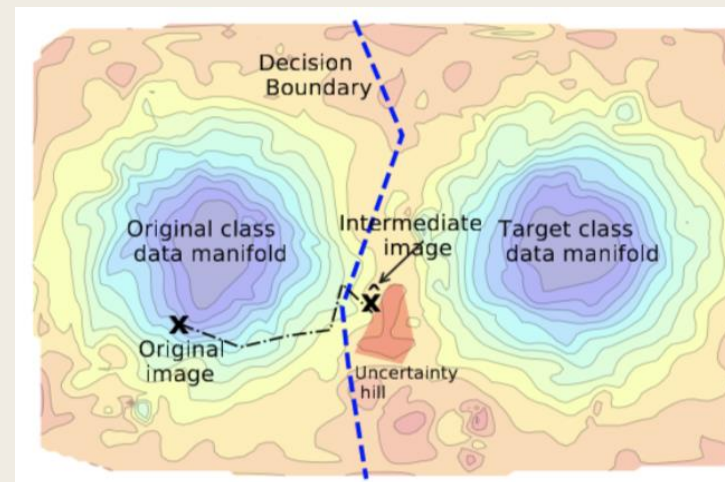 Decision
Boundary
Original class
data manifold
Intermediate
image
Target class
data manifold
X
X
Original
image
Uncertainty
hill